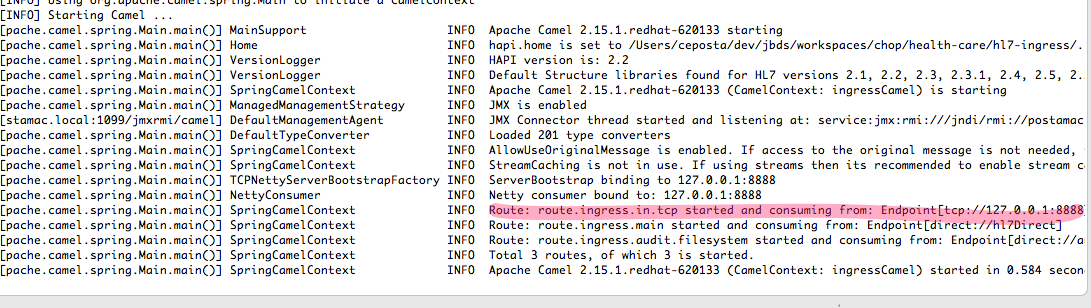 [INFO] Using org.apache.camel.spring.Main to initiate a CamelContext
[INFO] Starting Camel ...
[pache.camel.spring.Main.main()] MainSupport INFO Apache Camel 2.15.1.redhat-620133 starting
[pache.camel.spring.Main.main()] Home INFO hapi.home is set to /Users/ceposta/dev/jbds/workspaces/chop/health-care/hl7-ingress/.
[pache.camel.spring.Main.main()] VersionLogger INFO HAPI version is: 2.2
[pache.camel.spring.Main.main()] VersionLogger INFO Default Structure libraries found for HL7 versions 2.1, 2.2, 2.3, 2.3.1, 2.4, 2.5, 2.
[pache.camel.spring.Main.main()] SpringCamelContext INFO Apache Camel 2.15.1.redhat-620133 (CamelContext: ingressCamel) is starting
[pache.camel.spring.Main.main()] ManagedManagementStrategy INFO JMX is enabled
[stamac.local:1099/jmxrmi/camel] DefaultManagementAgent INFO JMX Connector thread started and listening at: service:jmx:rmi:///jndi/rmi://postamac
[pache.camel.spring.Main.main()] DefaultTypeConverter INFO Loaded 201 type converters
[pache.camel.spring.Main.main()] SpringCamelContext INFO AllowUseOriginalMessage is enabled. If access to the original message is not needed,
[pache.camel.spring.Main.main()] SpringCamelContext INFO StreamCaching is not in use. If using streams then its recommended to enable stream c
[pache.camel.spring.Main.main()] TCPNettyServerBootstrapFactory INFO ServerBootstrap binding to 127.0.0.1:8888
[pache.camel.spring.Main.main()] NettyConsumer INFO Netty consumer bound to: 127.0.0.1:8888
[pache.camel.spring.Main.main()] SpringCamelContext INFO Route: route.ingress.in.tcp started and consuming from: Endpoint[tcp://127.0.0.1:8888
[pache.camel.spring.Main.main()] SpringCamelContext INFO Route: route.ingress.main started and consuming from: Endpoint[direct://hl7Direct]
[pache.camel.spring.Main.main()] SpringCamelContext INFO Route: route.ingress.audit.filesystem started and consuming from: Endpoint[direct://a
[pache.camel.spring.Main.main()] SpringCamelContext INFO Total 3 routes, of which 3 is started.
[pache.camel.spring.Main.main()] SpringCamelContext INFO Apache Camel 2.15.1.redhat-620133 (CamelContext: ingressCamel) started in 0.584 secon